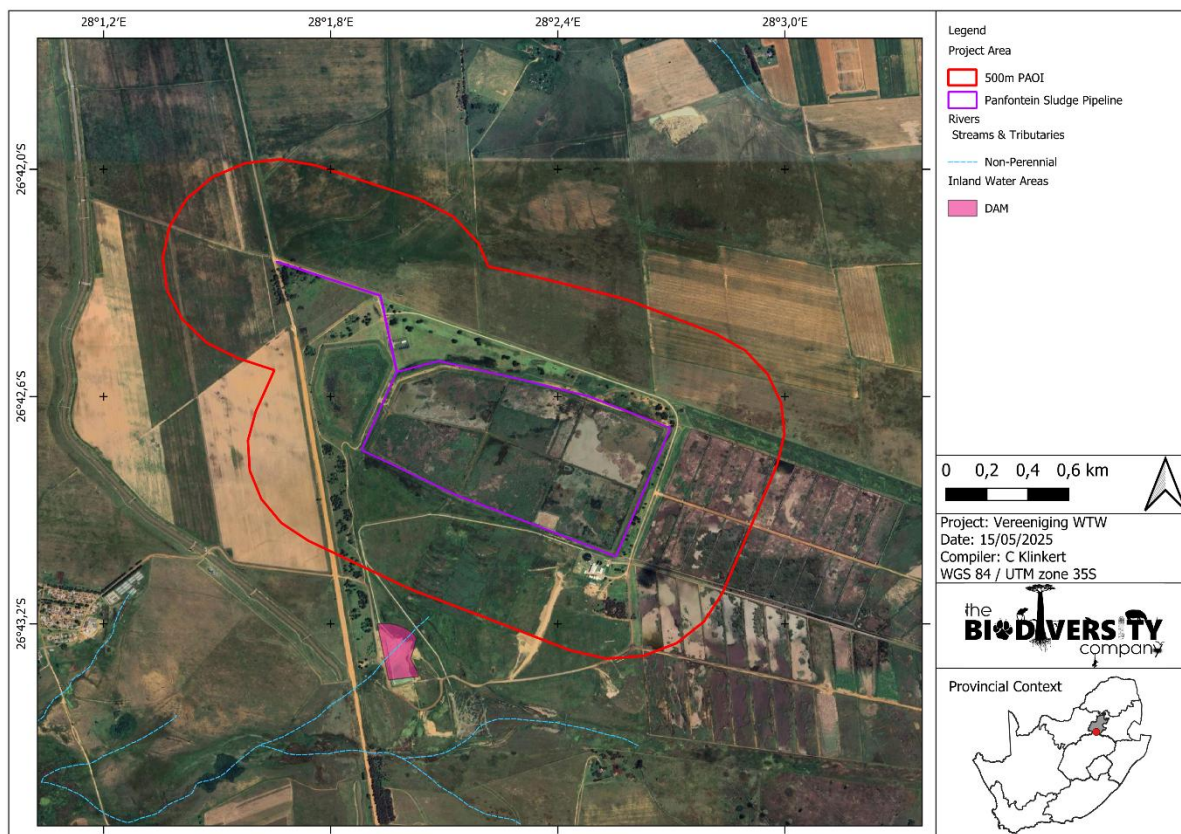 28°1,2′E 28°1,8′E 28°2,4′E 28°3,0′E
26°42,0′S
26°42,6′S
26°43,2′S
Legend
Project Area
500m PAOI
Panfontein Sludge Pipeline
Rivers
Streams & Tributaries
Non-Perennial
Inland Water Areas
DAM
0 0,2 0,4 0,6 km
Project: Vereeniging WTW
Date: 15/05/2025
Compiler: C Klinkert
WGS 84 / UTM zone 35S
the
BIODIVERSITY
company
Provincial Context